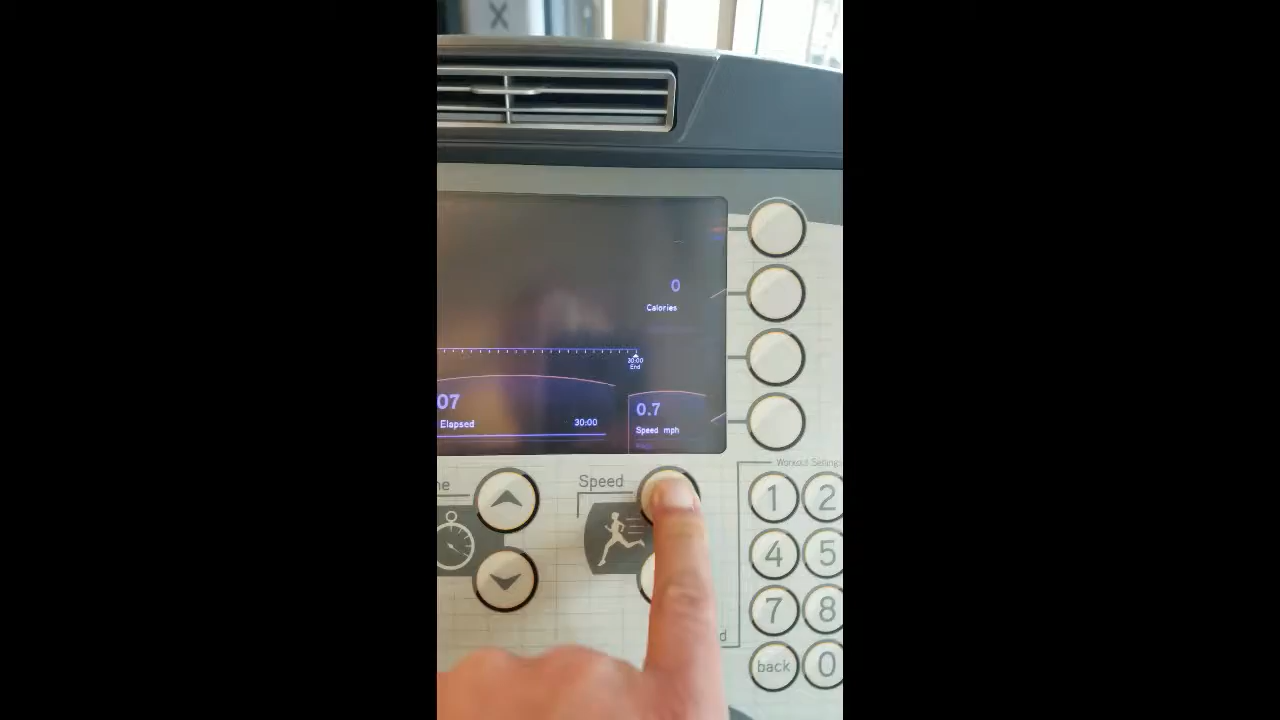 X
0
Calories
30:00
End
07
Elapsed
30:00
0.7
Speed mph
Speed
Workout
1 2
4 5
7 8
back 0